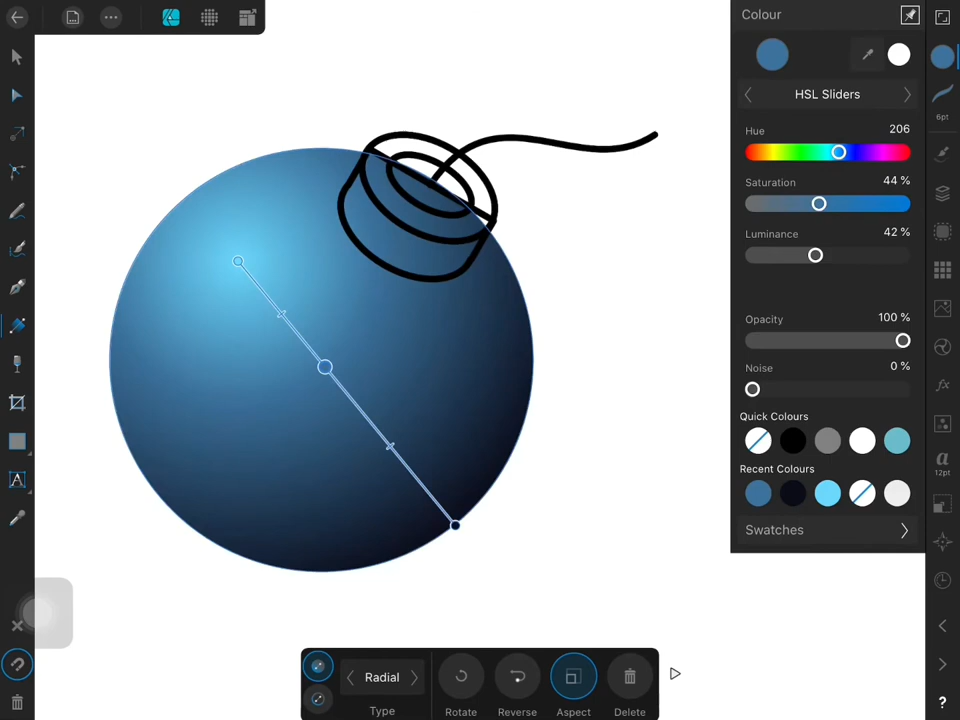 Colour
HSL Sliders
Hue 206
Saturation 44 %
Luminance 42 %
Opacity 100 %
Noise 0 %
Quick Colours
Recent Colours
Swatches
6pt
a
12pt
A
?
Radial
Type
Rotate
Reverse
Aspect
Delete